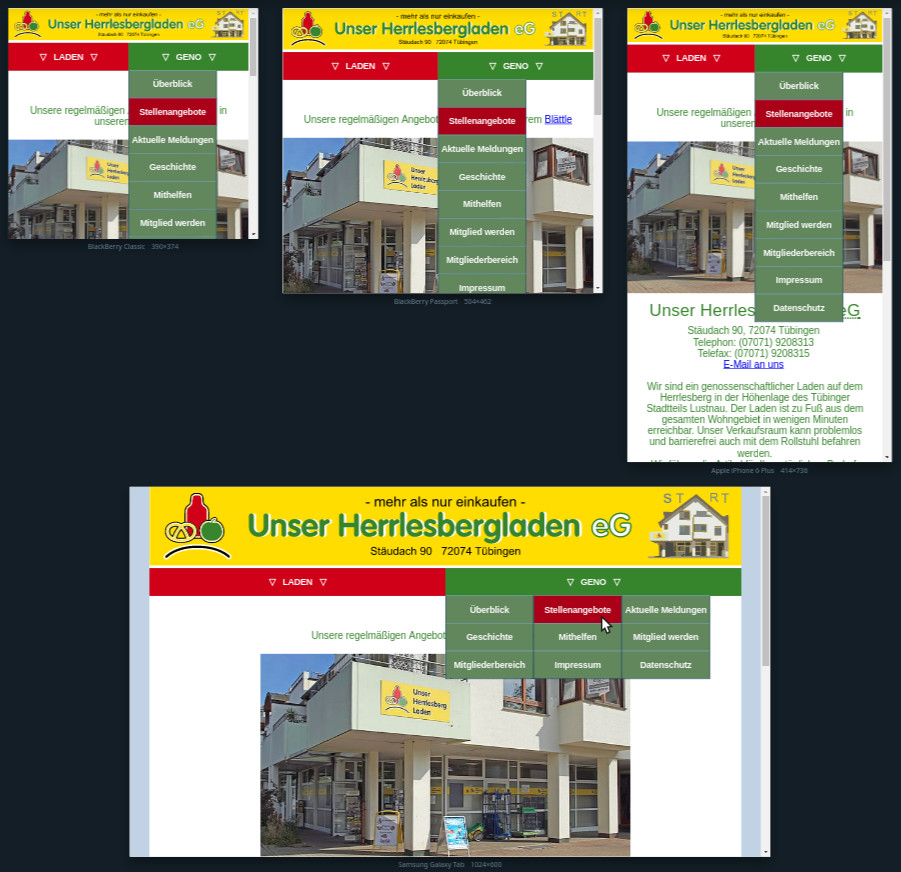 - mehr als nur einkaufen -
Unser Herrlesbergladen eG
Stäudach 90 72074 Tübingen
START
▽ LADEN ▽
▽ GENO ▽
Überblick
Stellenangebote
Aktuelle Meldungen
Geschichte
Mithelfen
Mitglied werden
Unsere regelmäßigen
in
unserem
BlackBerry Classic 390×374
- mehr als nur einkaufen -
Unser Herrlesbergladen eG
Stäudach 90 72074 Tübingen
START
▽ LADEN ▽
▽ GENO ▽
Überblick
Stellenangebote
Aktuelle Meldungen
Geschichte
Mithelfen
Mitglied werden
Mitgliederbereich
Impressum
Unsere regelmäßigen Angebot
rem Blättle
Unser
Herrlesberg
Laden
BlackBerry Passport 504×462
- mehr als nur einkaufen -
Unser Herrlesbergladen eG
Stäudach 90 72074 Tübingen
START
▽ LADEN ▽
▽ GENO ▽
Überblick
Stellenangebote
Aktuelle Meldungen
Geschichte
Mithelfen
Mitglied werden
Mitgliederbereich
Impressum
Datenschutz
Unsere regelmäßigen
in
unserer
Unser Herrles
eG
Stäudach 90, 72074 Tübingen
Telephon: (07071) 9208313
Telefax: (07071) 9208315
E-Mail an uns
Wir sind ein genossenschaftlicher Laden auf dem
Herrlesberg in der Höhenlage des Tübinger
Stadtteils Lustnau. Der Laden ist zu Fuß aus dem
gesamten Wohngebiet in wenigen Minuten
erreichbar. Unser Verkaufsraum kann problemlos
und barrierefrei auch mit dem Rollstuhl befahren
werden.
Apple iPhone 6 Plus 414×736
- mehr als nur einkaufen -
Unser Herrlesbergladen eG
Stäudach 90 72074 Tübingen
START
▽ LADEN ▽
▽ GENO ▽
Überblick
Stellenangebote
Aktuelle Meldungen
Geschichte
Mithelfen
Mitglied werden
Mitgliederbereich
Impressum
Datenschutz
Unsere regelmäßigen Angebot
Unser
Herrlesberg
Laden
Samsung Galaxy Tab 1024×600